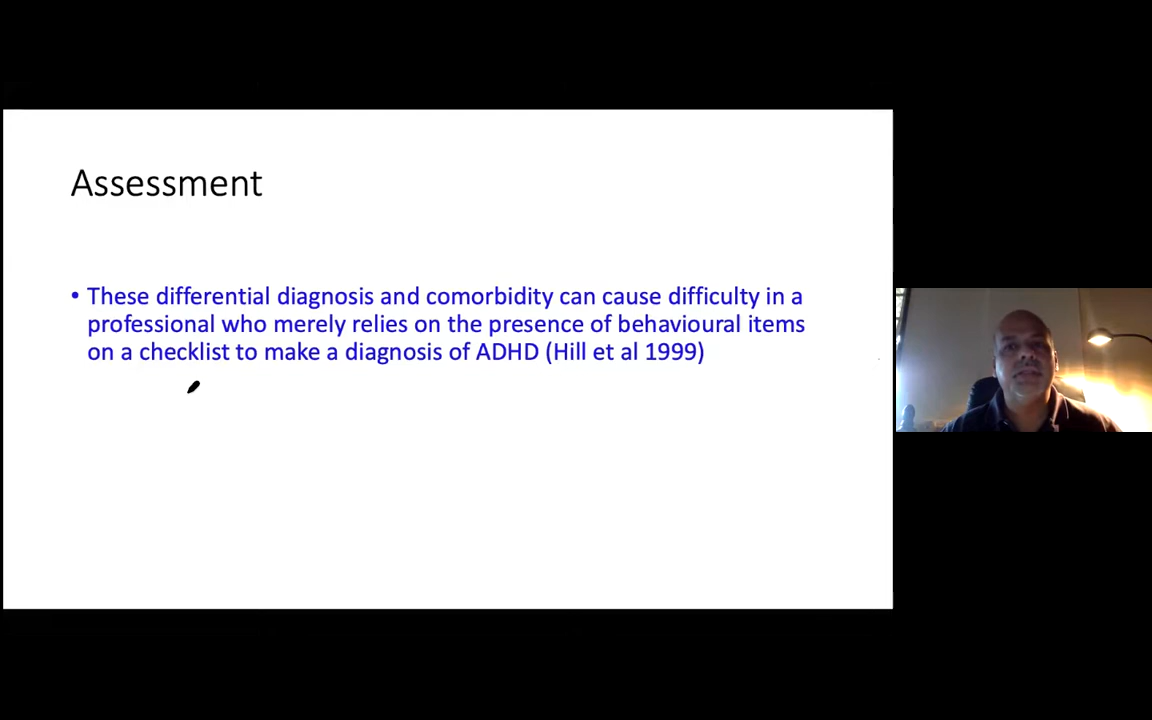 Assessment
• These differential diagnosis and comorbidity can cause difficulty in a
professional who merely relies on the presence of behavioural items
on a checklist to make a diagnosis of ADHD (Hill et al 1999)